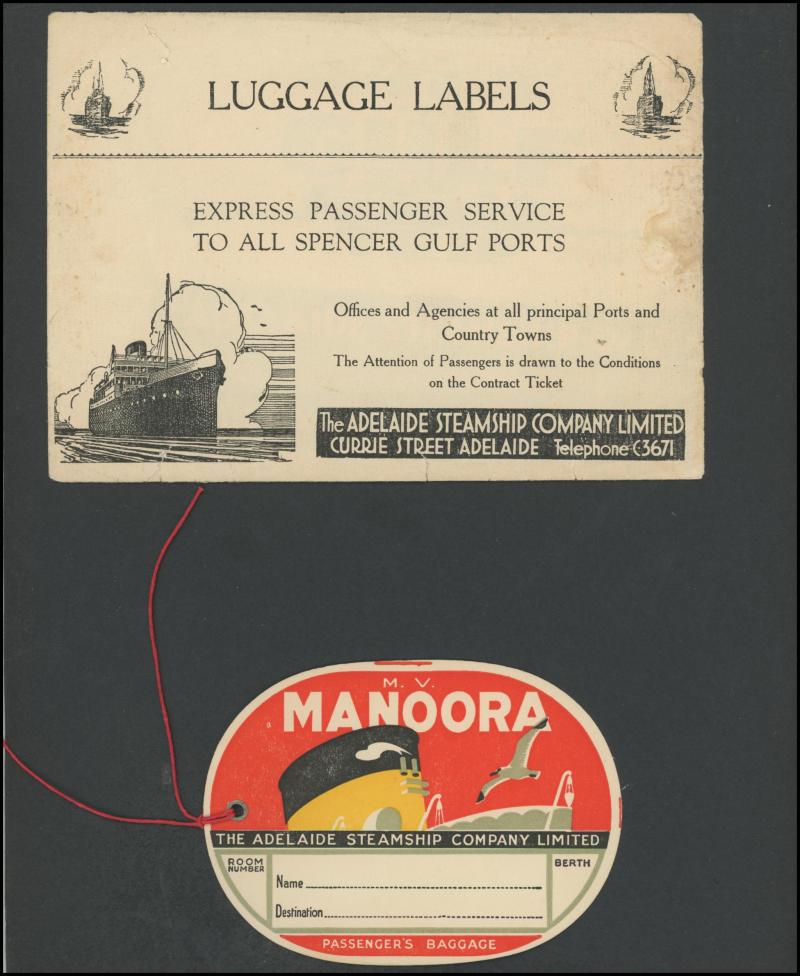 LUGGAGE LABELS
EXPRESS PASSENGER SERVICE
TO ALL SPENCER GULF PORTS
Offices and Agencies at all principal Ports and
Country Towns
The Attention of Passengers is drawn to the Conditions
on the Contract Ticket
The ADELAIDE STEAMSHIP COMPANY LIMITED
CURRIE STREET ADELAIDE Telephone C3671
M. V.
MANOORA
THE ADELAIDE STEAMSHIP COMPANY LIMITED
ROOM
NUMBER
BERTH
Name
Destination
PASSENGER'S BAGGAGE